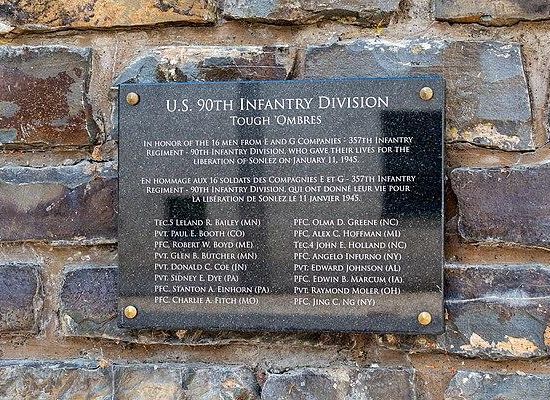 U.S. 90th Infantry Division
Tough 'Ombres
In honor of the 16 men from E and G Companies - 357th Infantry
Regiment - 90th Infantry Division, who gave their lives for the
liberation of Sonlez on January 11, 1945.
En hommage aux 16 soldats des Compagnies E et G - 357th Infantry
Regiment - 90th Infantry Division, qui ont donné leur vie pour
la libération de Sonlez le 11 janvier 1945.
Tec.5 Leland R. Bailey (MN)
Pvt. Paul E. Booth (CO)
Pfc. Robert W. Boyd (ME)
Pvt. Glen B. Butcher (MN)
Pvt. Donald C. Coe (IN)
Pvt. Sidney E. Dye (PA)
Pfc. Stanton A. Einhorn (PA)
Pfc. Charlie A. Fitch (MO)
Pfc. Olma D. Greene (NC)
Pfc. Alex C. Hoffman (MI)
Tec.4 John E. Holland (NC)
Pfc. Angelo Infurno (NY)
Pvt. Edward Johnson (AL)
Pfc. Edwin B. Marcum (IA)
Pvt. Raymond Moler (OH)
Pfc. Jing C. Ng (NY)